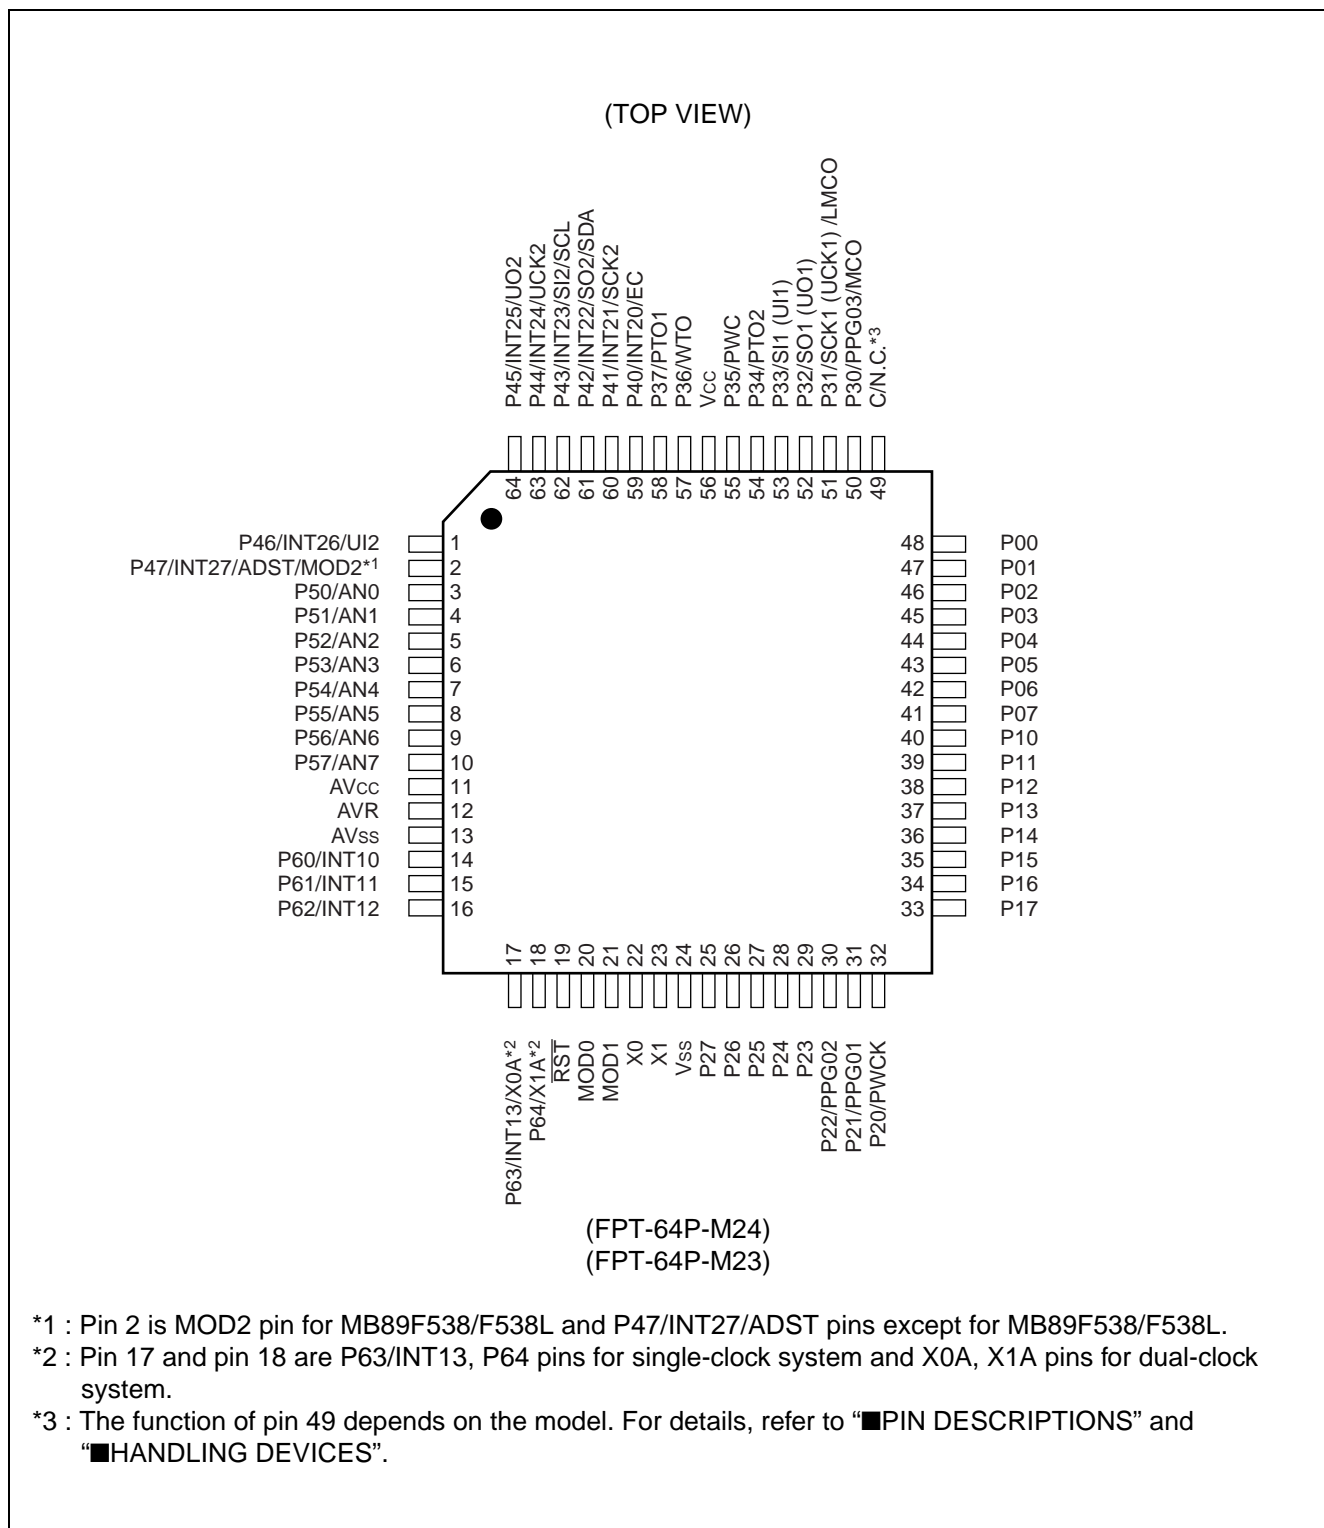 (TOP VIEW)
P45/INT25/UO2
P44/INT24/UCK2
P43/INT23/SI2/SCL
P42/INT22/SO2/SDA
P41/INT21/SCK2
P40/INT20/EC
P37/PTO1
P36/WTO
Vcc
P35/PWC
P34/PTO2
P33/SI1 (UI1)
P32/SO1 (UO1)
P31/SCK1 (UCK1) /LMCO
P30/PPG03/MCO
C/N.C.*3
64 63 62 61 60 59 58 57 56 55 54 53 52 51 50 49
P46/INT26/UI2 1 48 P00
P47/INT27/ADST/MOD2*1 2 47 P01
P50/AN0 3 46 P02
P51/AN1 4 45 P03
P52/AN2 5 44 P04
P53/AN3 6 43 P05
P54/AN4 7 42 P06
P55/AN5 8 41 P07
P56/AN6 9 40 P10
P57/AN7 10 39 P11
AVcc 11 38 P12
AVR 12 37 P13
AVss 13 36 P14
P60/INT10 14 35 P15
P61/INT11 15 34 P16
P62/INT12 16 33 P17
17 18 19 20 21 22 23 24 25 26 27 28 29 30 31 32
P63/INT13/X0A*2
P64/X1A*2
RST
MOD0
MOD1
X0
X1
Vss
P27
P26
P25
P24
P23
P22/PPG02
P21/PPG01
P20/PWCK
(FPT-64P-M24)
(FPT-64P-M23)
*1 : Pin 2 is MOD2 pin for MB89F538/F538L and P47/INT27/ADST pins except for MB89F538/F538L.
*2 : Pin 17 and pin 18 are P63/INT13, P64 pins for single-clock system and X0A, X1A pins for dual-clock
system.
*3 : The function of pin 49 depends on the model. For details, refer to “■PIN DESCRIPTIONS” and
“■HANDLING DEVICES”.